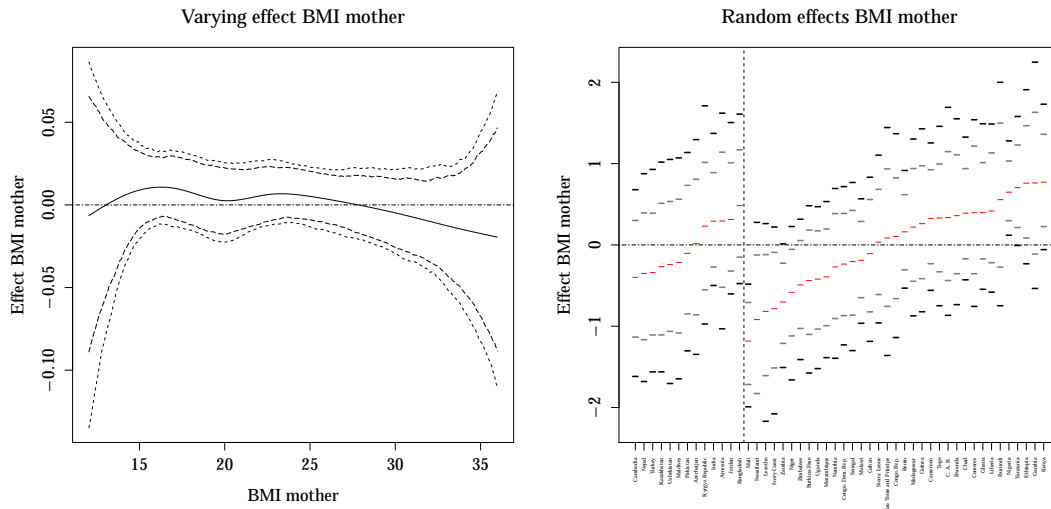 Varying effect BMI mother
Effect BMI mother
0.05
0.00
−0.05
−0.10
15
20
25
30
35
BMI mother
Random effects BMI mother
Effect BMI mother
2
1
0
−1
−2
Cambodia
Nepal
Turkey
Kazakhstan
Uzbekistan
Maldives
Pakistan
Azerbaijan
Kyrgyz Republic
India
Armenia
Jordan
Bangladesh
Mali
Swaziland
Lesotho
Ivory Coast
Zambia
Niger
Zimbabwe
Burkina Faso
Uganda
Mozambique
Namibia
Congo, Dem. Rep.
Senegal
Malawi
Gabon
Sierra Leone
Sao Tome and Principe
Congo, Rep.
Benin
Madagascar
Guinea
Cameroon
Togo
C. A. R.
Rwanda
Chad
Comoros
Ghana
Liberia
Burundi
Nigeria
Tanzania
Ethiopia
Gambia
Kenya